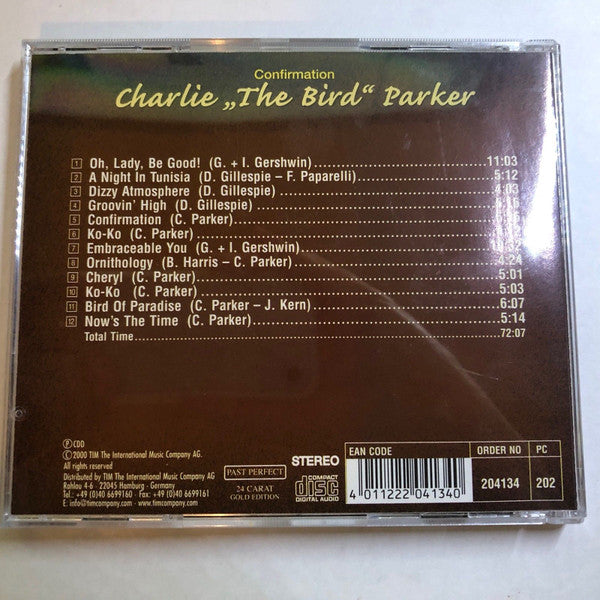 Confirmation
Charlie „The Bird“ Parker
1 Oh, Lady, Be Good! (G. + I. Gershwin) 11:03
2 A Night In Tunisia (D. Gillespie – F. Paparelli) 5:12
3 Dizzy Atmosphere (D. Gillespie) 4:03
4 Groovin' High (D. Gillespie)
5 Confirmation (C. Parker)
6 Ko-Ko (C. Parker)
7 Embraceable You (G. + I. Gershwin)
8 Ornithology (B. Harris – C. Parker) 4:24
9 Cheryl (C. Parker) 5:01
10 Ko-Ko (C. Parker) 5:03
11 Bird Of Paradise (C. Parker – J. Kern) 6:07
12 Now's The Time (C. Parker) 5:14
Total Time 72:07
Ⓟ CDD
© 2000 TIM The International Music Company AG.
All rights reserved
Distributed by TIM The International Music Company AG
Rahlau 4-6 - 22045 Hamburg - Germany
Tel.: +49 (0)40 6699160 - Fax: +49 (0)40 6699161
E: info@timcompany.com - www.timcompany.com
PAST PERFECT
24 CARAT
GOLD EDITION
STEREO
COMPACT
disc
DIGITAL AUDIO
EAN CODE
4 011222 041340
ORDER NO
204134
PC
202